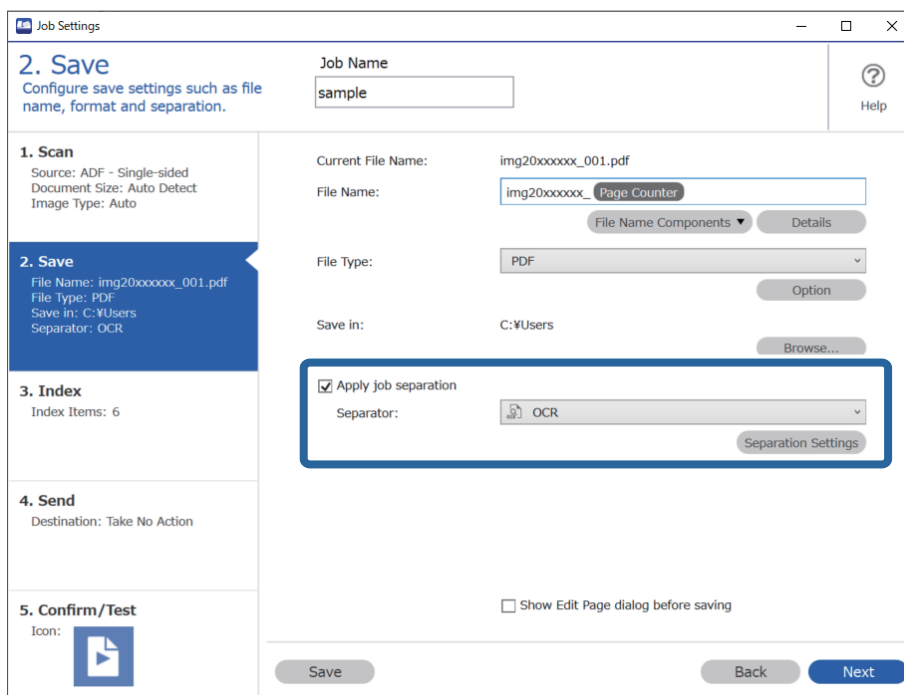 Job Settings
2. Save
Configure save settings such as file
name, format and separation.
Job Name
sample
Help
1. Scan
Source: ADF - Single-sided
Document Size: Auto Detect
Image Type: Auto
2. Save
File Name: img20xxxxxx_001.pdf
File Type: PDF
Save in: C:¥Users
Separator: OCR
3. Index
Index Items: 6
4. Send
Destination: Take No Action
5. Confirm/Test
Icon:
Current File Name: img20xxxxxx_001.pdf
File Name: img20xxxxxx_ Page Counter
File Name Components Details
File Type: PDF
Option
Save in: C:¥Users
Browse...
Apply job separation
Separator: OCR
Separation Settings
Show Edit Page dialog before saving
Save Back Next